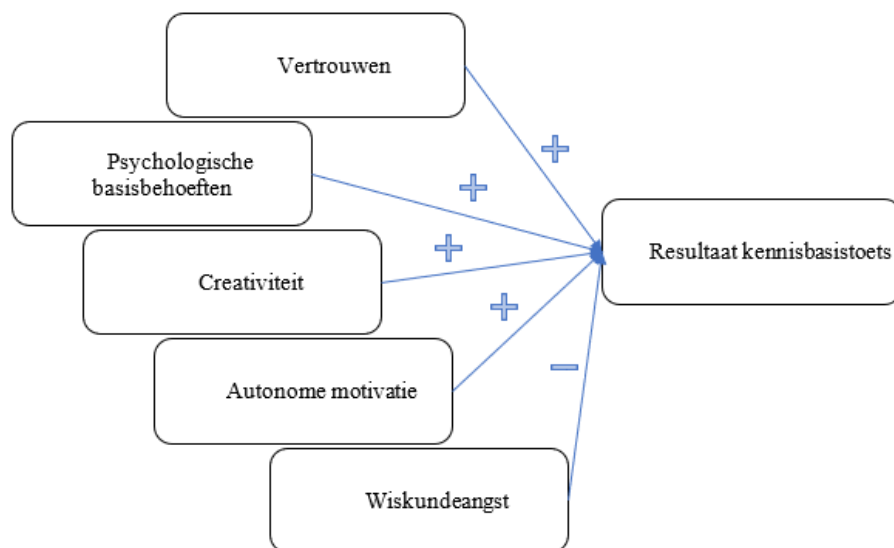 Vertrouwen
+
Psychologische
basisbehoeften
+
+
Creativiteit
Resultaat kennisbasistoets
+
Autonome motivatie
−
Wiskundeangst